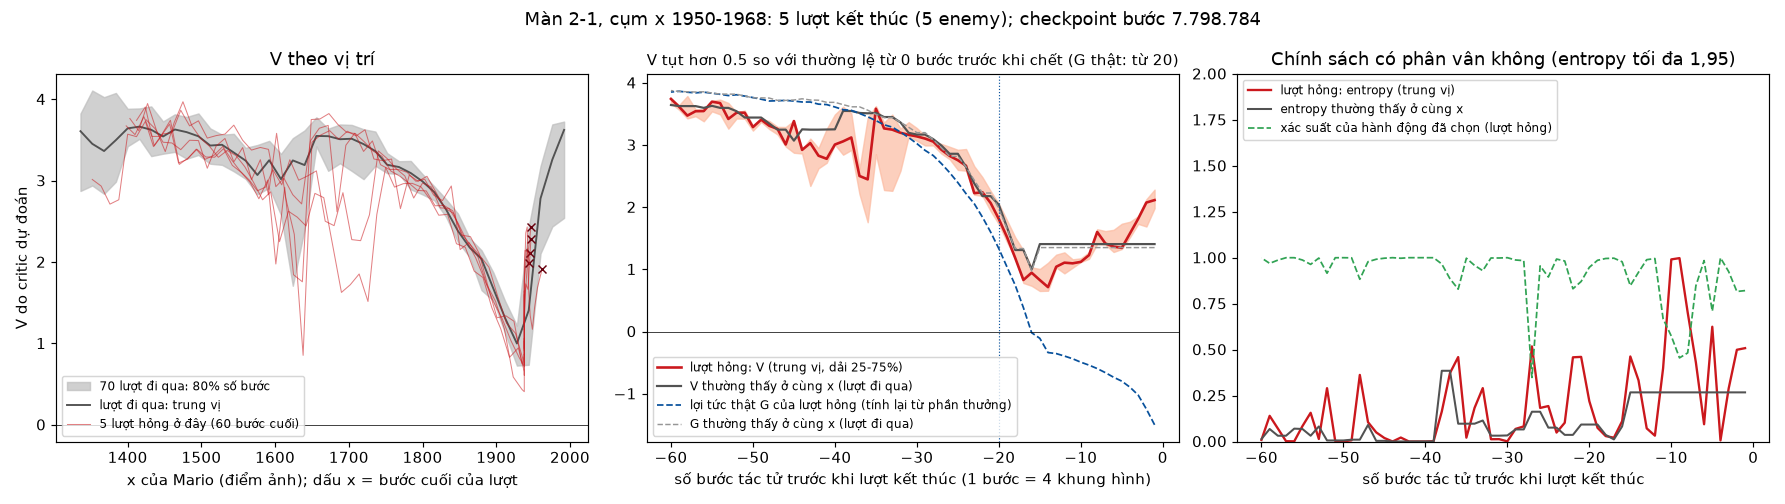 Màn 2-1, cụm x 1950-1968: 5 lượt kết thúc (5 enemy); checkpoint bước 7.798.784
V theo vị trí
V do critic dự đoán
4
3
2
1
0
70 lượt đi qua: 80% số bước
lượt đi qua: trung vị
5 lượt hỏng ở đây (60 bước cuối)
1400 1500 1600 1700 1800 1900 2000
x của Mario (điểm ảnh); dấu x = bước cuối của lượt
V tụt hơn 0.5 so với thường lệ từ 0 bước trước khi chết (G thật: từ 20)
4
3
2
1
0
−1
lượt hỏng: V (trung vị, dải 25-75%)
V thường thấy ở cùng x (lượt đi qua)
lợi tức thật G của lượt hỏng (tính lại từ phần thưởng)
G thường thấy ở cùng x (lượt đi qua)
−60 −50 −40 −30 −20 −10 0
số bước tác tử trước khi lượt kết thúc (1 bước = 4 khung hình)
Chính sách có phân vân không (entropy tối đa 1,95)
2.00
1.75
1.50
1.25
1.00
0.75
0.50
0.25
0.00
lượt hỏng: entropy (trung vị)
entropy thường thấy ở cùng x
xác suất của hành động đã chọn (lượt hỏng)
−60 −50 −40 −30 −20 −10 0
số bước tác tử trước khi lượt kết thúc